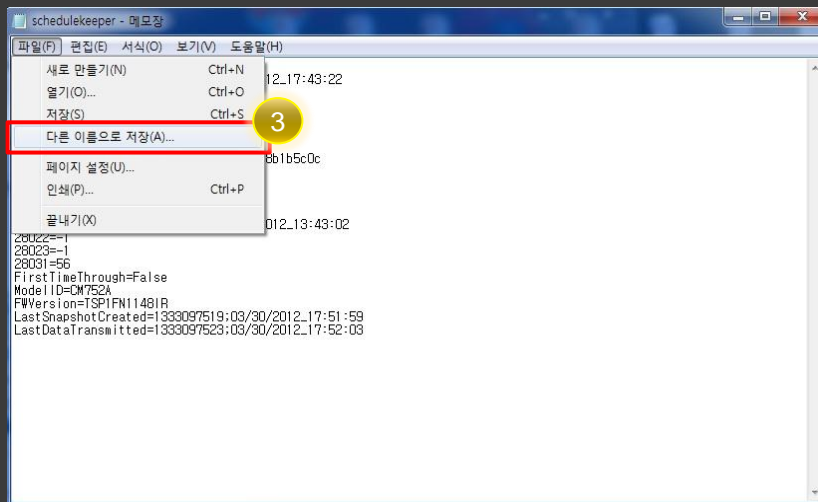 schedulekeeper - 메모장
파일(F) 편집(E) 서식(O) 보기(V) 도움말(H)
새로 만들기(N) Ctrl+N
12_17:43:22
열기(O)... Ctrl+O
저장(S) Ctrl+S
3
다른 이름으로 저장(A)...
8b1b5c0c
페이지 설정(U)...
인쇄(P)... Ctrl+P
끝내기(X)
012_13:43:02
28022=-1
28023=-1
28031=56
FirstTimeThrough=False
ModelID=CM752A
FWVersion=TSP1FN1148IR
LastSnapshotCreated=1333097519;03/30/2012_17:51:59
LastDataTransmitted=1333097523;03/30/2012_17:52:03